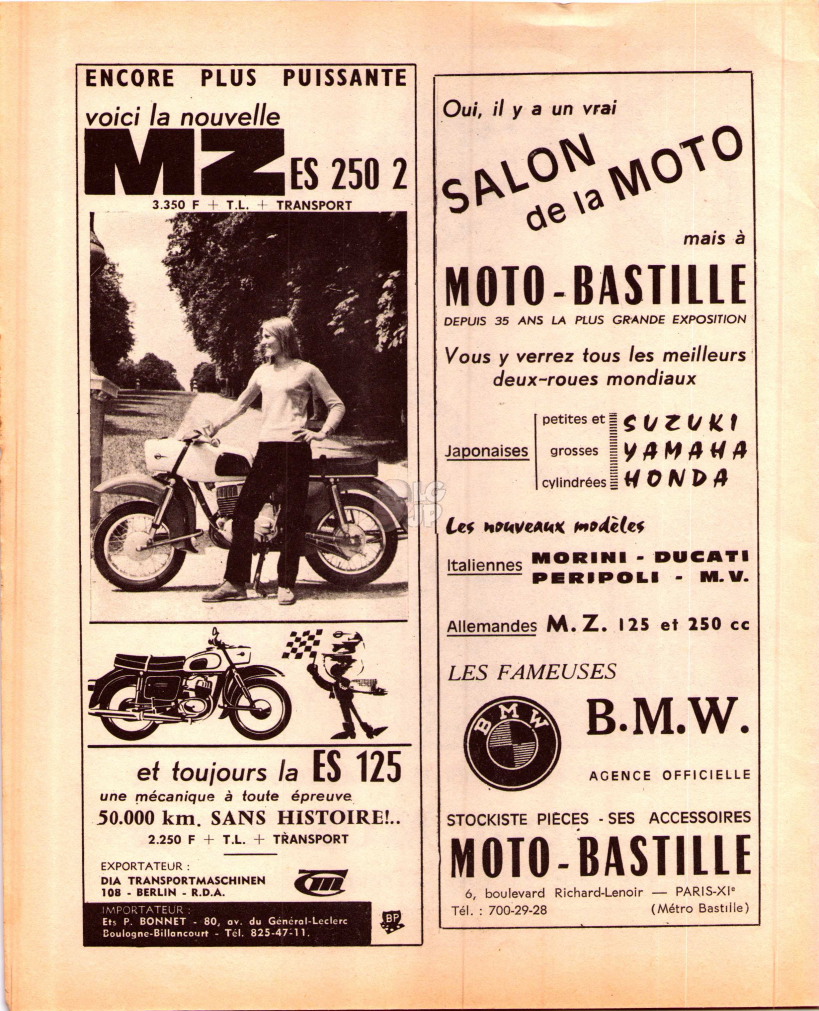 ENCORE PLUS PUISSANTE
voici la nouvelle
MZ ES 250 2
3.350 F + T.L. + TRANSPORT
et toujours la ES 125
une mécanique à toute épreuve
50.000 km. SANS HISTOIRE!..
2.250 F + T.L. + TRANSPORT
EXPORTATEUR :
DIA TRANSPORTMASCHINEN
108 - BERLIN - R.D.A.
IMPORTATEUR :
Ets P. BONNET - 80, av. du Général-Leclerc
Boulogne-Billancourt - Tél. 825-47-11.
BP
Oui, il y a un vrai
SALON
de la MOTO
mais à
MOTO-BASTILLE
DEPUIS 35 ANS LA PLUS GRANDE EXPOSITION
Vous y verrez tous les meilleurs
deux-roues mondiaux
Japonaises
petites et
grosses
cylindrées
SUZUKI
YAMAHA
HONDA
Les nouveaux modèles
Italiennes MORINI - DUCATI
PERIPOLI - M.V.
Allemandes M.Z. 125 et 250 cc
LES FAMEUSES
BMW
B.M.W.
AGENCE OFFICIELLE
STOCKISTE PIÈCES - SES ACCESSOIRES
MOTO-BASTILLE
6, boulevard Richard-Lenoir — PARIS-XIe
Tél. : 700-29-28 (Métro Bastille)